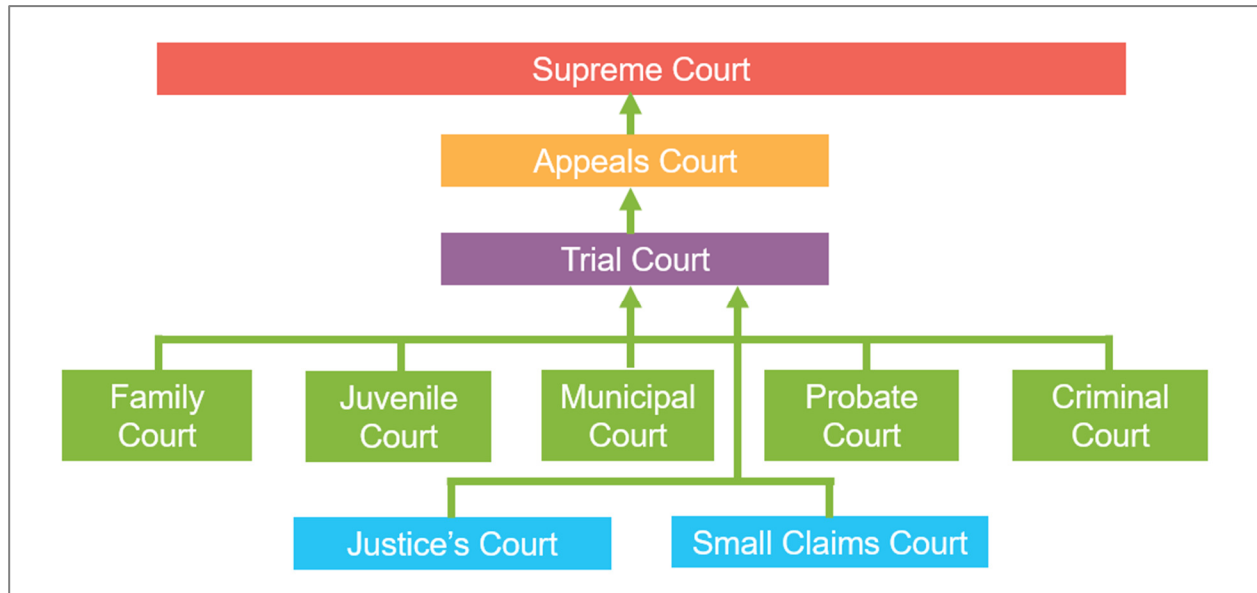 Supreme Court
Appeals Court
Trial Court
Family
Court
Juvenile
Court
Municipal
Court
Probate
Court
Criminal
Court
Justice’s Court
Small Claims Court